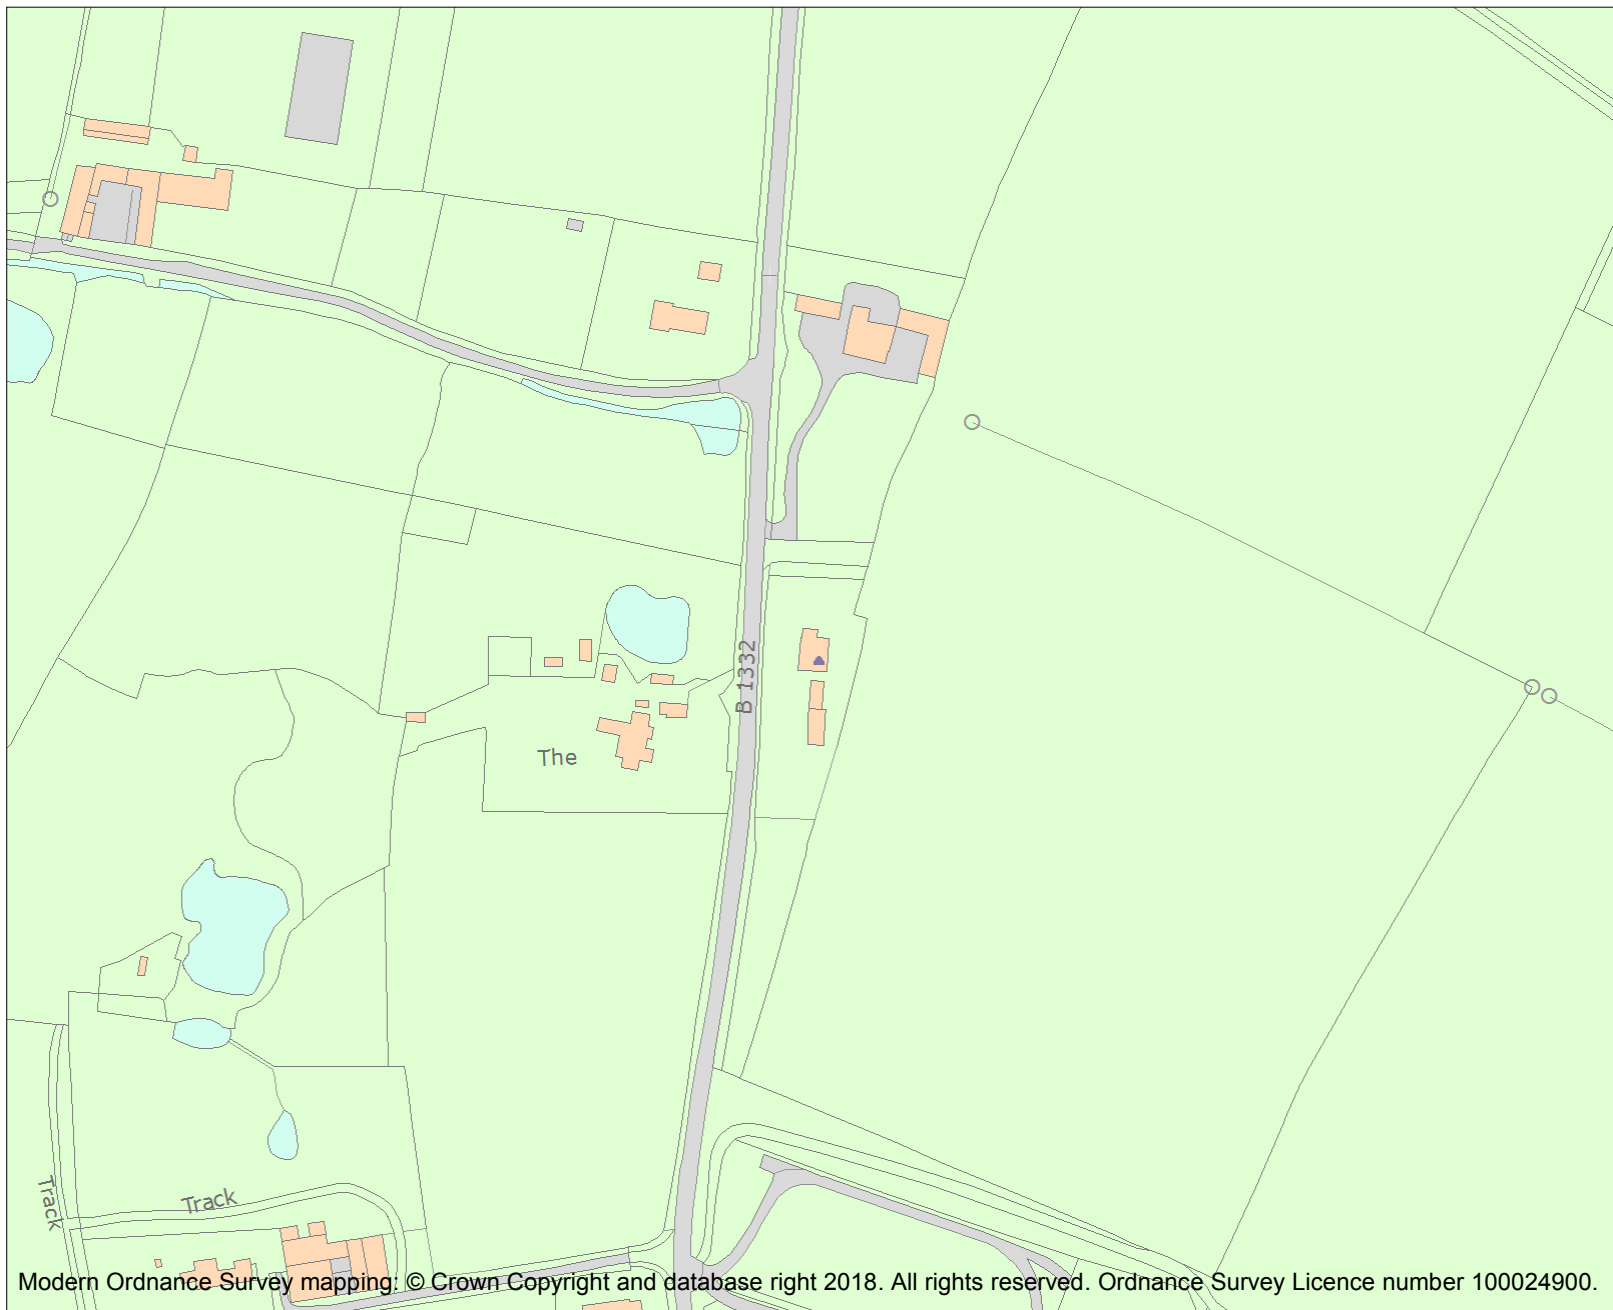 B 1332
The
Track
Track
Modern Ordnance Survey mapping: © Crown Copyright and database right 2018. All rights reserved. Ordnance Survey Licence number 100024900.